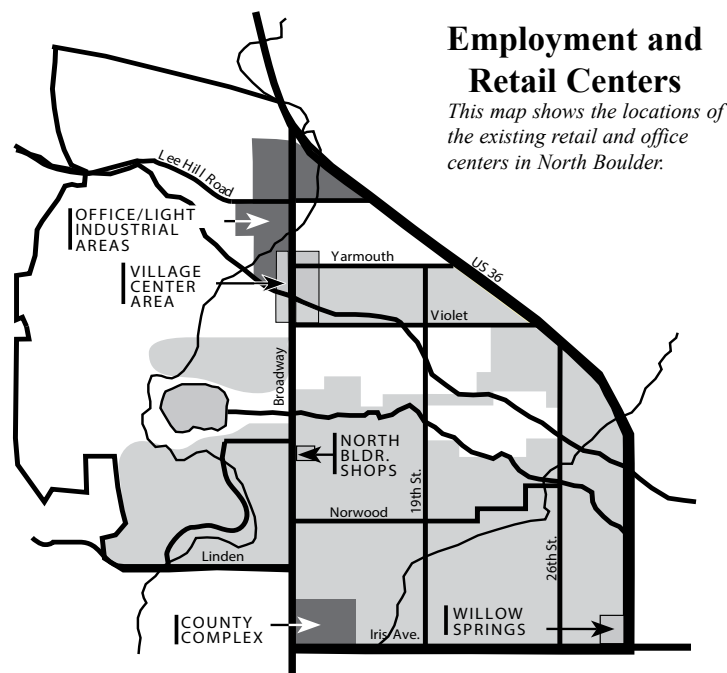 Employment and
Retail Centers
This map shows the locations of
the existing retail and office
centers in North Boulder.
Lee Hill Road
OFFICE/LIGHT
INDUSTRIAL
AREAS
Yarmouth
US 36
VILLAGE
CENTER
AREA
Violet
Broadway
NORTH
BLDR.
SHOPS
19th St.
Norwood
26th St.
Linden
COUNTY
COMPLEX
Iris Ave.
WILLOW
SPRINGS